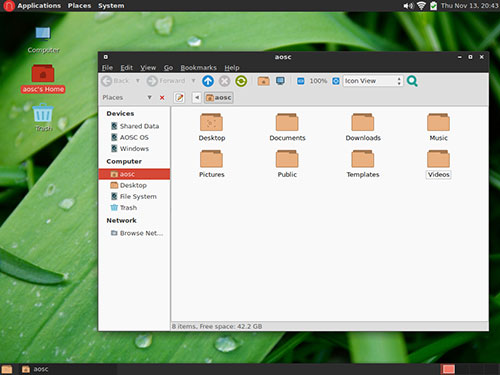 Applications Places System Thu Nov 13, 20:43
Computer
aosc's Home
Trash
aosc
File Edit View Go Bookmarks Help
Back Forward 100% Icon View
Places aosc
Devices
Shared Data
AOSC OS
Windows
Computer
aosc
Desktop
File System
Trash
Network
Browse Net...
Desktop Documents Downloads Music
Pictures Public Templates Videos
8 items, Free space: 42.2 GB
aosc